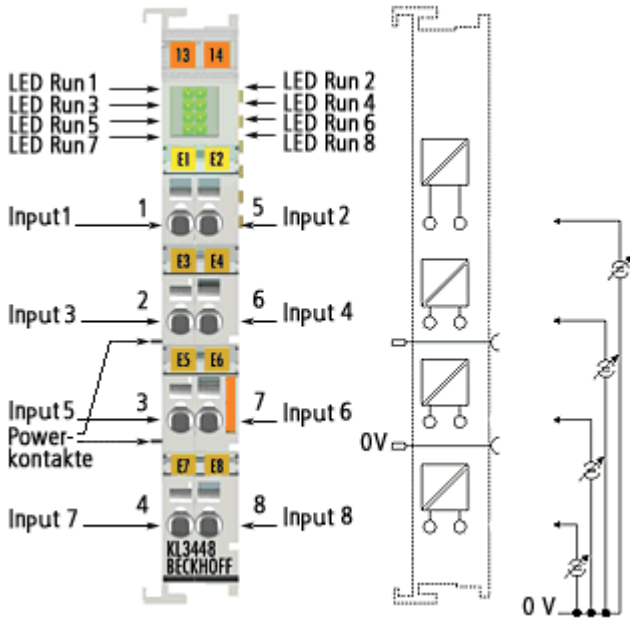 13 14
LED Run 1
LED Run 2
LED Run 3
LED Run 4
LED Run 5
LED Run 6
LED Run 7
LED Run 8
E1 E2
Input1 1 5 Input 2
E3 E4
Input 3 2 6 Input 4
E5 E6
Input 5 3 7 Input 6
Power-
kontakte
0V
E7 E8
Input 7 4 8 Input 8
KL3448
BECKHOFF
0 V